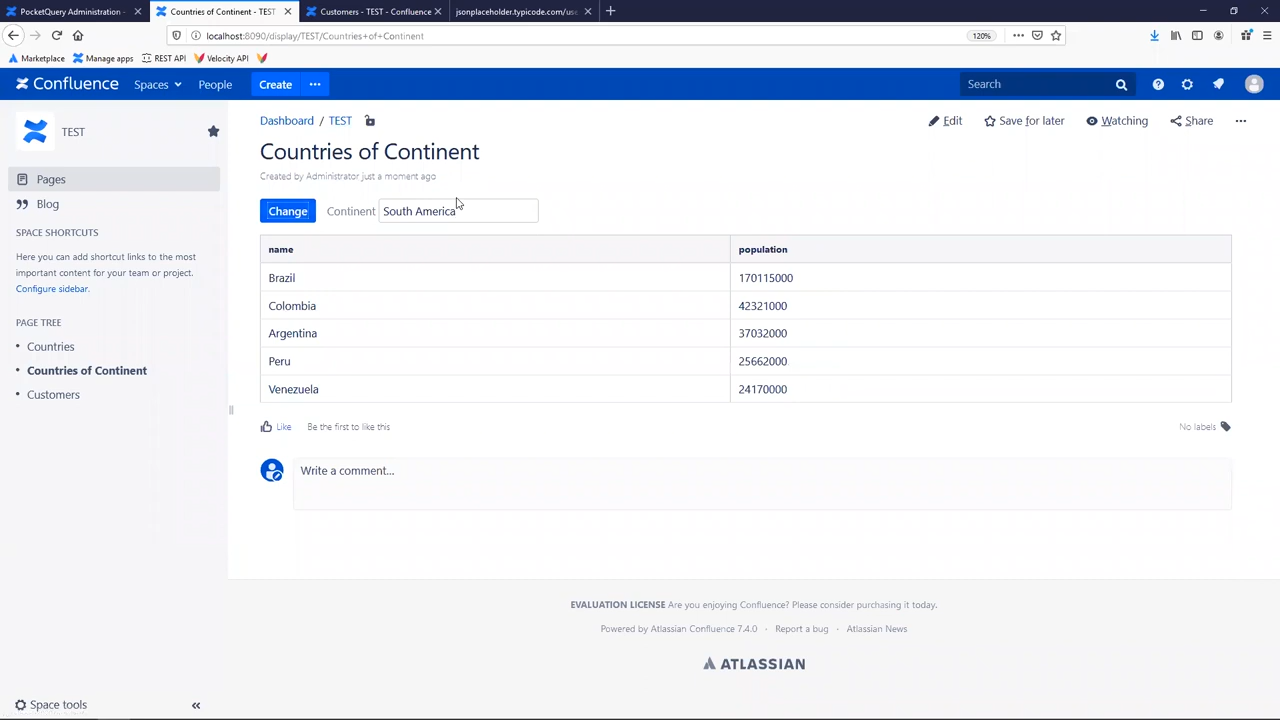 PocketQuery Administration -
Countries of Continent - TEST -
Customers - TEST - Confluence
jsonplaceholder.typicode.com/use
localhost:8090/display/TEST/Countries+of+Continent
120%
Marketplace
Manage apps
REST API
Velocity API
Confluence
Spaces
People
Create
Search
TEST
Pages
Blog
SPACE SHORTCUTS
Here you can add shortcut links to the most
important content for your team or project.
Configure sidebar.
PAGE TREE
Countries
Countries of Continent
Customers
Space tools
Dashboard / TEST
Edit
Save for later
Watching
Share
Countries of Continent
Created by Administrator just a moment ago
Change
Continent
South America
name population
Brazil 170115000
Colombia 42321000
Argentina 37032000
Peru 25662000
Venezuela 24170000
Like
Be the first to like this
No labels
Write a comment...
EVALUATION LICENSE Are you enjoying Confluence? Please consider purchasing it today.
Powered by Atlassian Confluence 7.4.0 · Report a bug · Atlassian News
ATLASSIAN